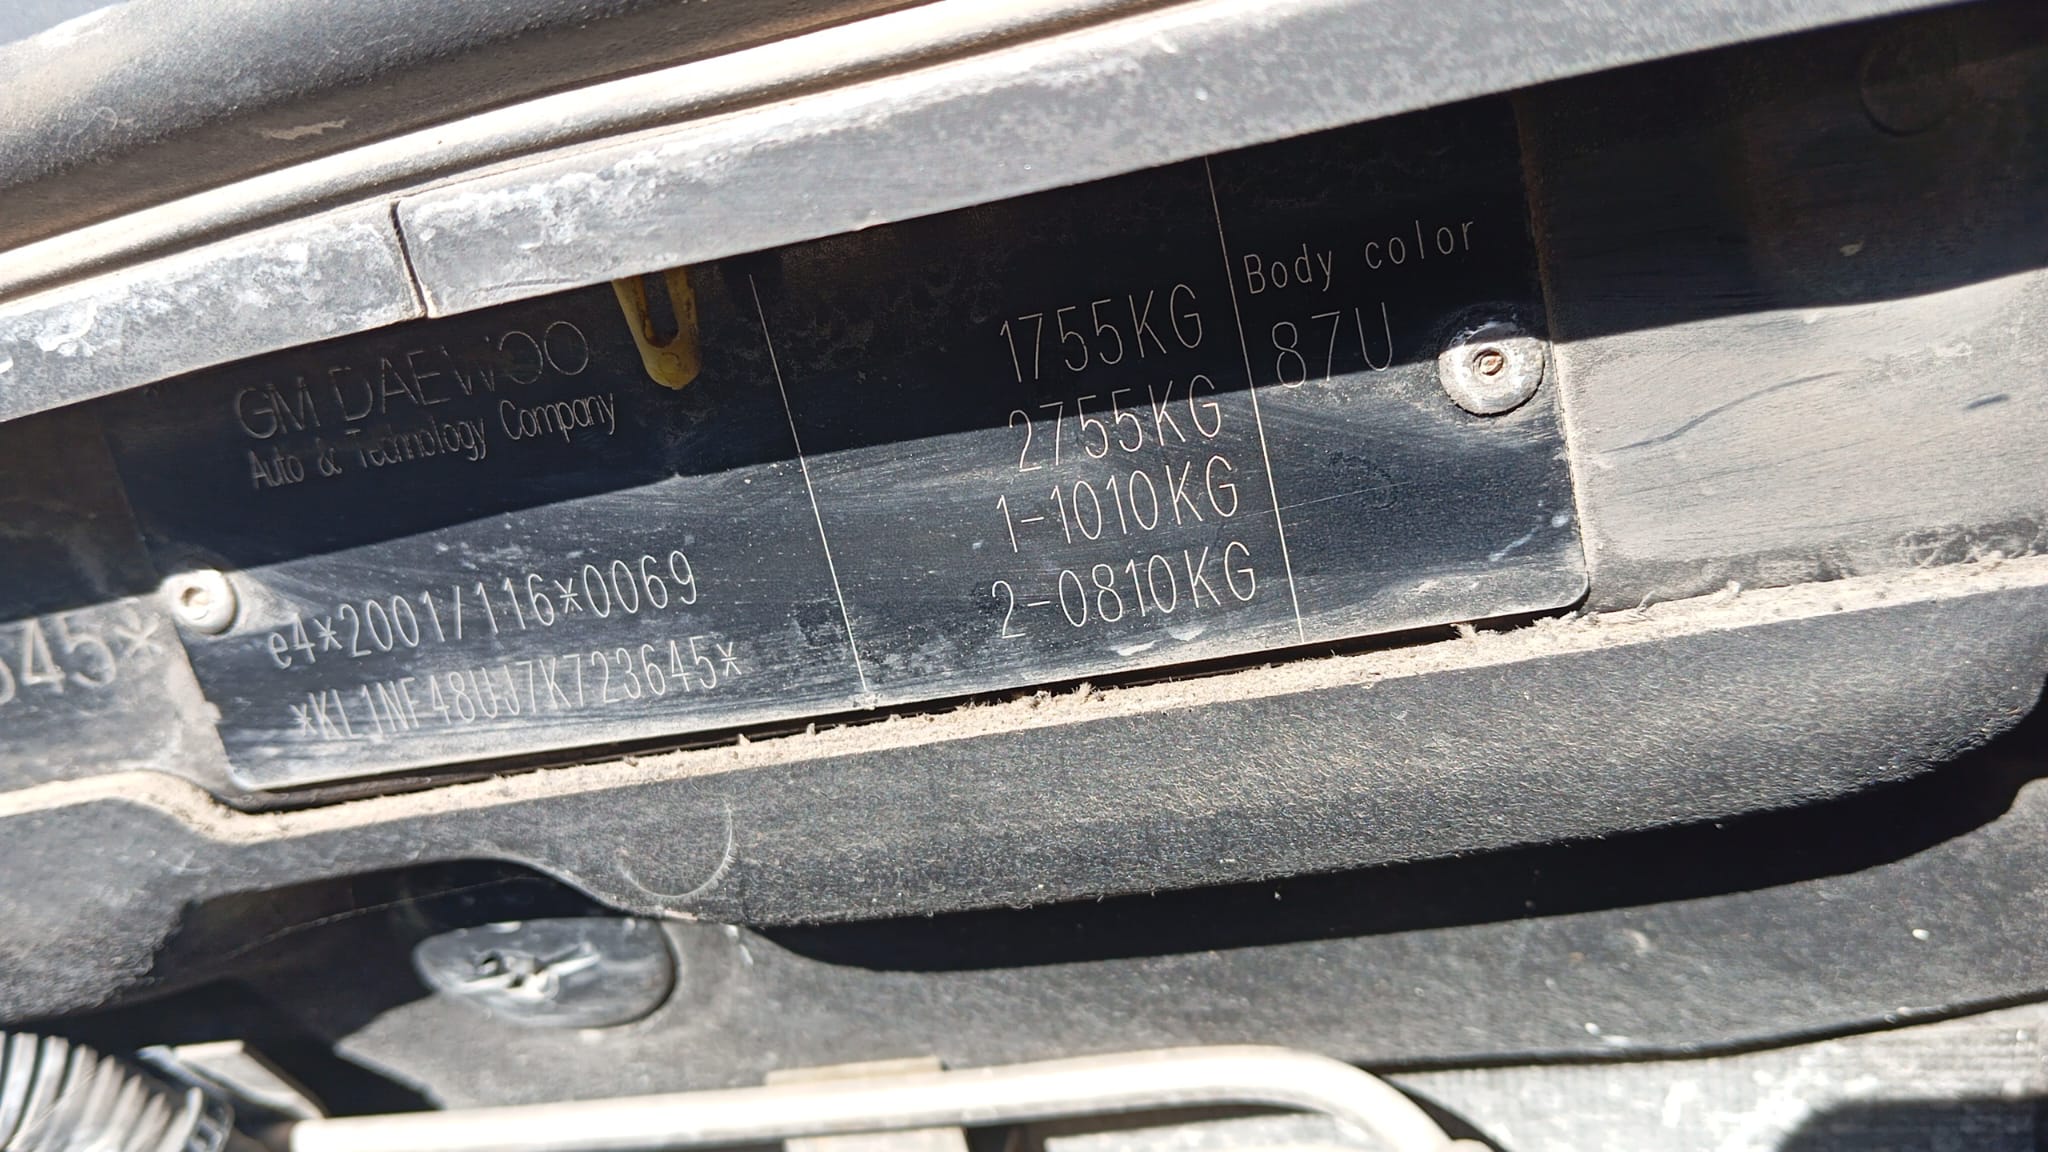 GM DAEWOO
Auto & Technology Company
e4*2001/116*0069
*KL1NF48UJ7K723645*
1755KG
2755KG
1-1010KG
2-0810KG
Body color
87U
645*